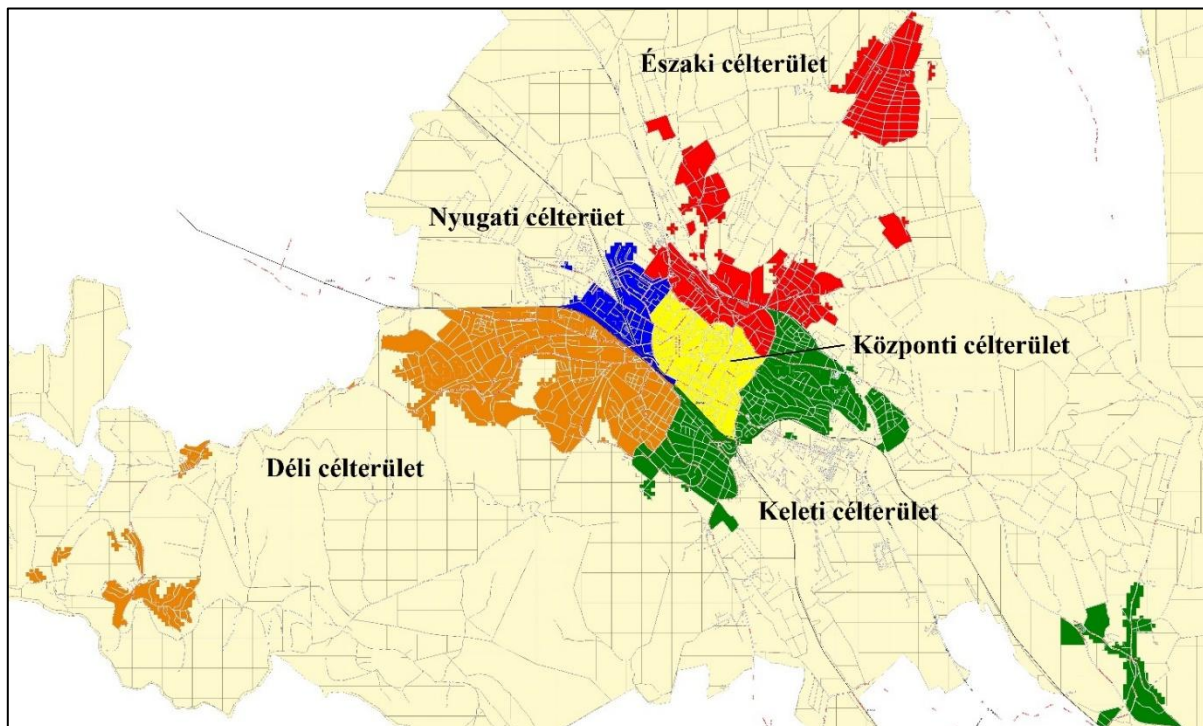 Északi célterület
Nyugati célterüet
Központi célterület
Déli célterület
Keleti célterület